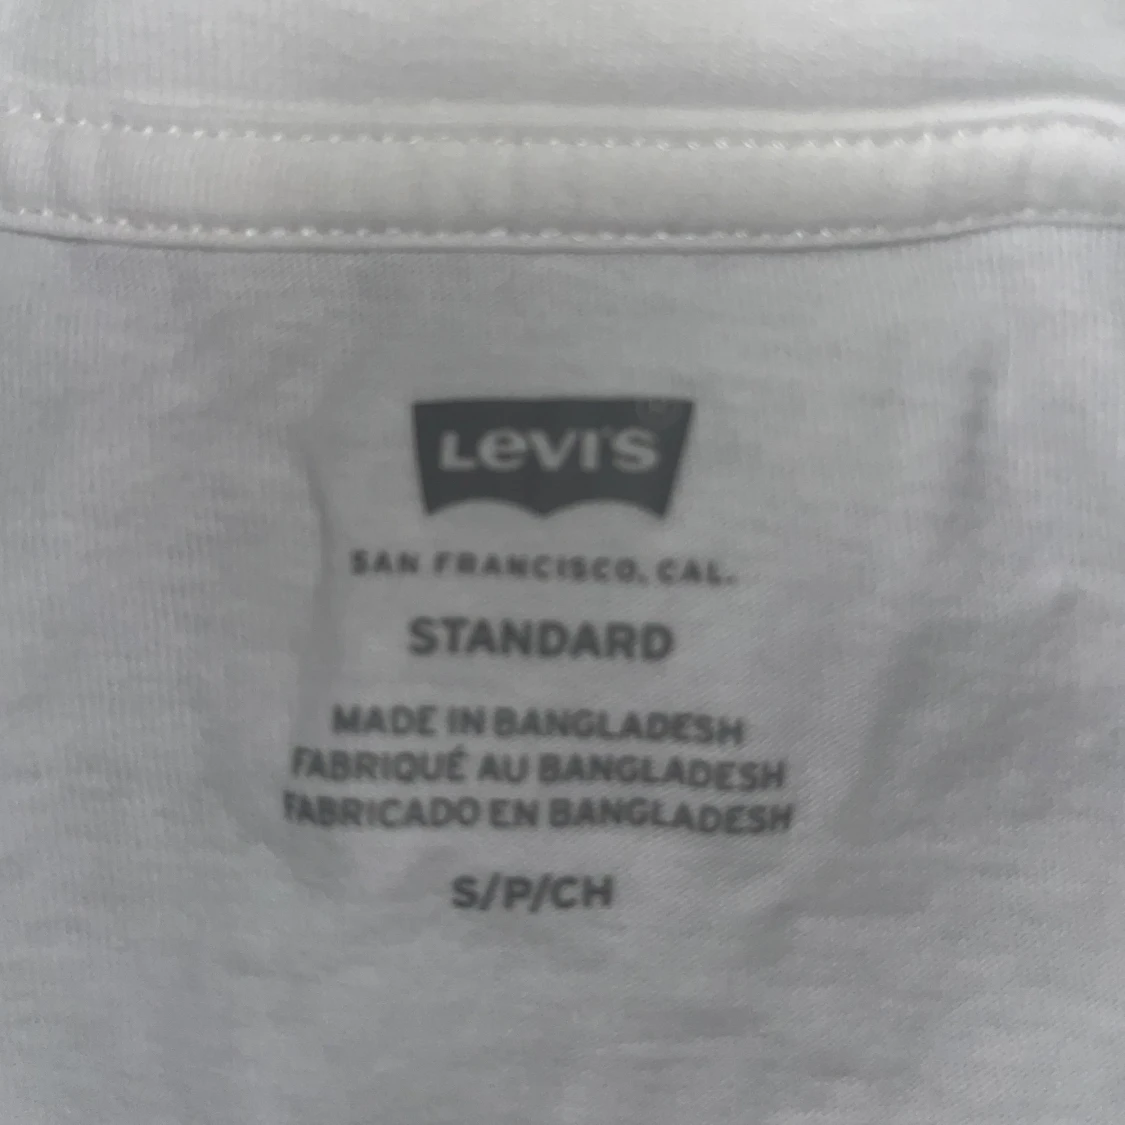 LEVI'S
SAN FRANCISCO, CAL.
STANDARD
MADE IN BANGLADESH
FABRIQUÉ AU BANGLADESH
FABRICADO EN BANGLADESH
S/P/CH